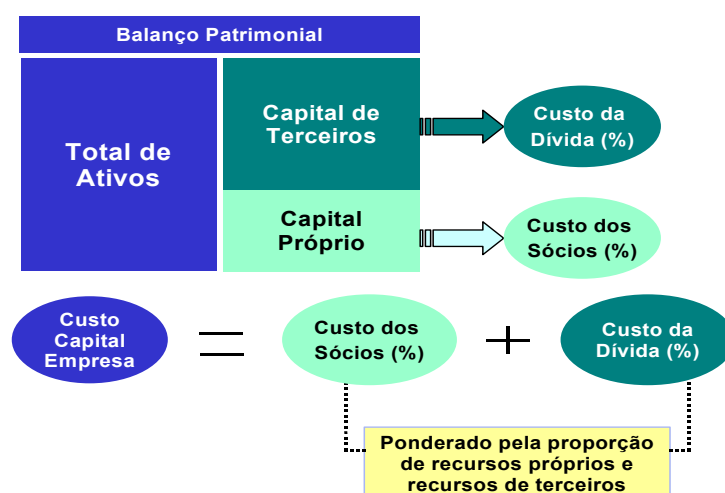 Balanço Patrimonial
Total de
Ativos
Capital de
Terceiros
Custo da
Dívida (%)
Capital
Próprio
Custo dos
Sócios (%)
Custo
Capital
Empresa
=
Custo dos
Sócios (%)
+
Custo da
Dívida (%)
Ponderado pela proporção
de recursos próprios e
recursos de terceiros